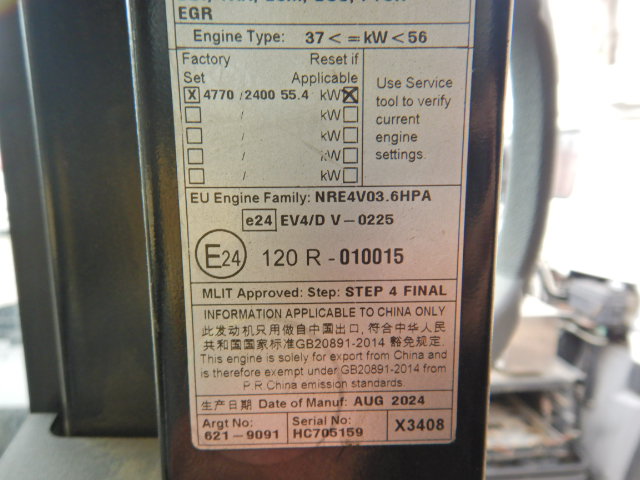 EGR
Engine Type: 37 < = kW < 56
Factory Set Reset if Applicable
X 4770 / 2400 55.4 kW X
/ kW
/ kW
/ kW
/ kW
Use Service
tool to verify
current
engine
settings.
EU Engine Family: NRE4V03.6HPA
e24 EV4/D V-0225
E24 120 R - 010015
MLIT Approved: Step: STEP 4 FINAL
INFORMATION APPLICABLE TO CHINA ONLY
此发动机只用做自中国出口, 符合中华人民
共和国国家标准GB20891-2014 豁免规定.
This engine is solely for export from China and
is therefore exempt under GB20891-2014 from
P.R.China emission standards.
生产日期 Date of Manuf: AUG 2024
Argt No: 621-9091
Serial No: HC705159
X3408